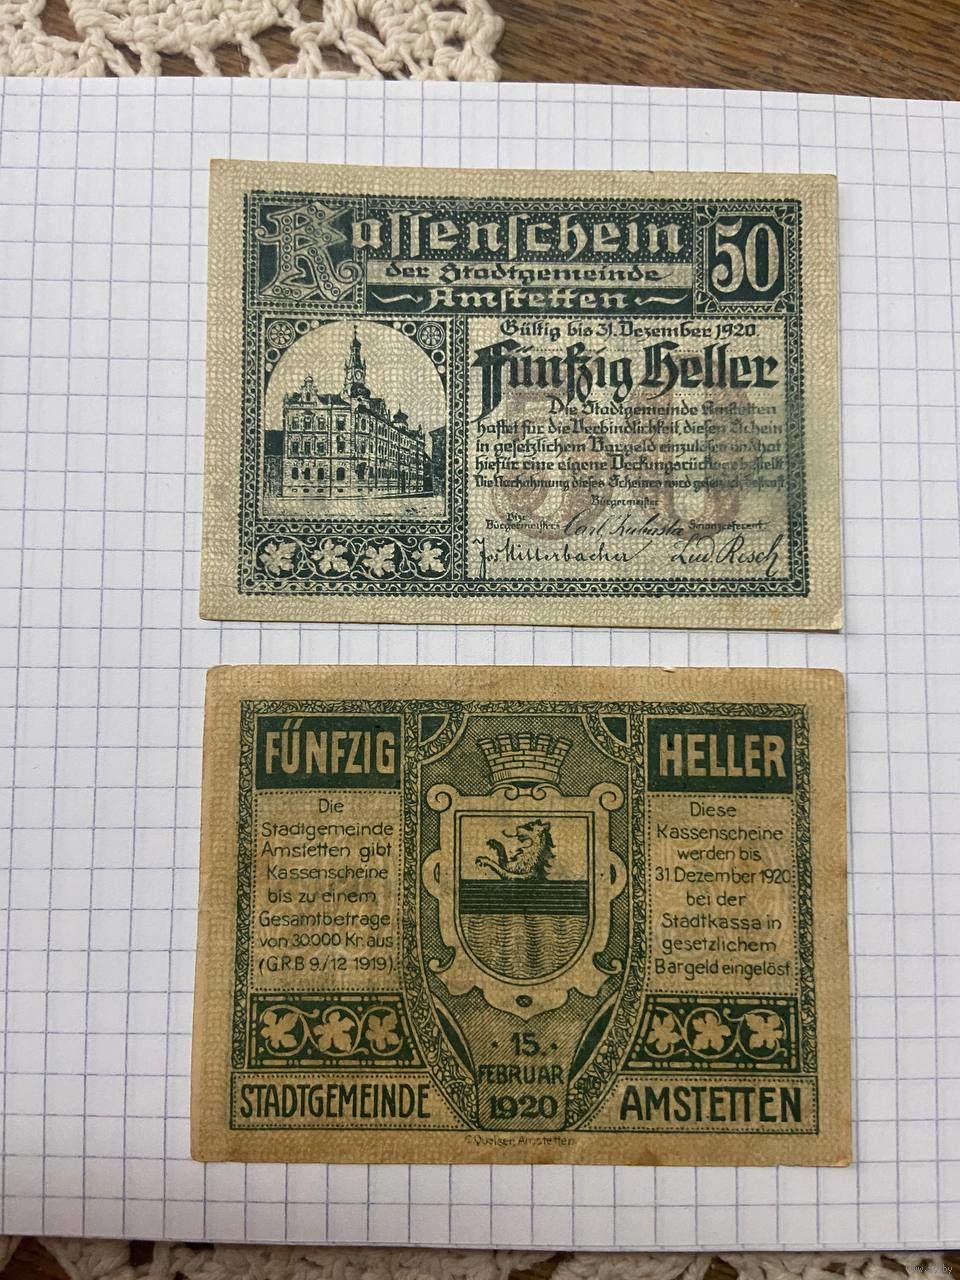 Kassenschein
der Stadtgemeinde
Amstetten
50
Gültig bis 31. Dezember 1920
Fünfzig Heller
Die Stadtgemeinde Amstetten
haftet für die Verbindlichkeit, diesen Schein
in gesetzlichem Bargeld einzulösen und hat
hiefür eine eigene Deckungsrücklage bestellt
Die Nachahmung dieses Scheines wird gesetzlich bestraft
Bürgermeister
Vize
Bürgermeister:
Carl Kubasta
Finanzreferent:
Jos Mitterbacher
Lud Resch
FÜNFZIG
Die
Stadtgemeinde
Amstetten gibt
Kassenscheine
bis zu einem
Gesamtbetrage
von 30000 Kr. aus
(G.R.B 9./12 1919).
HELLER
Diese
Kassenscheine
werden bis
31 Dezember 1920
bei der
Stadtkassa in
gesetzlichem
Bargeld eingelöst
· 15. ·
FEBRUAR
1920
STADTGEMEINDE
AMSTETTEN
Queiser, Amstetten